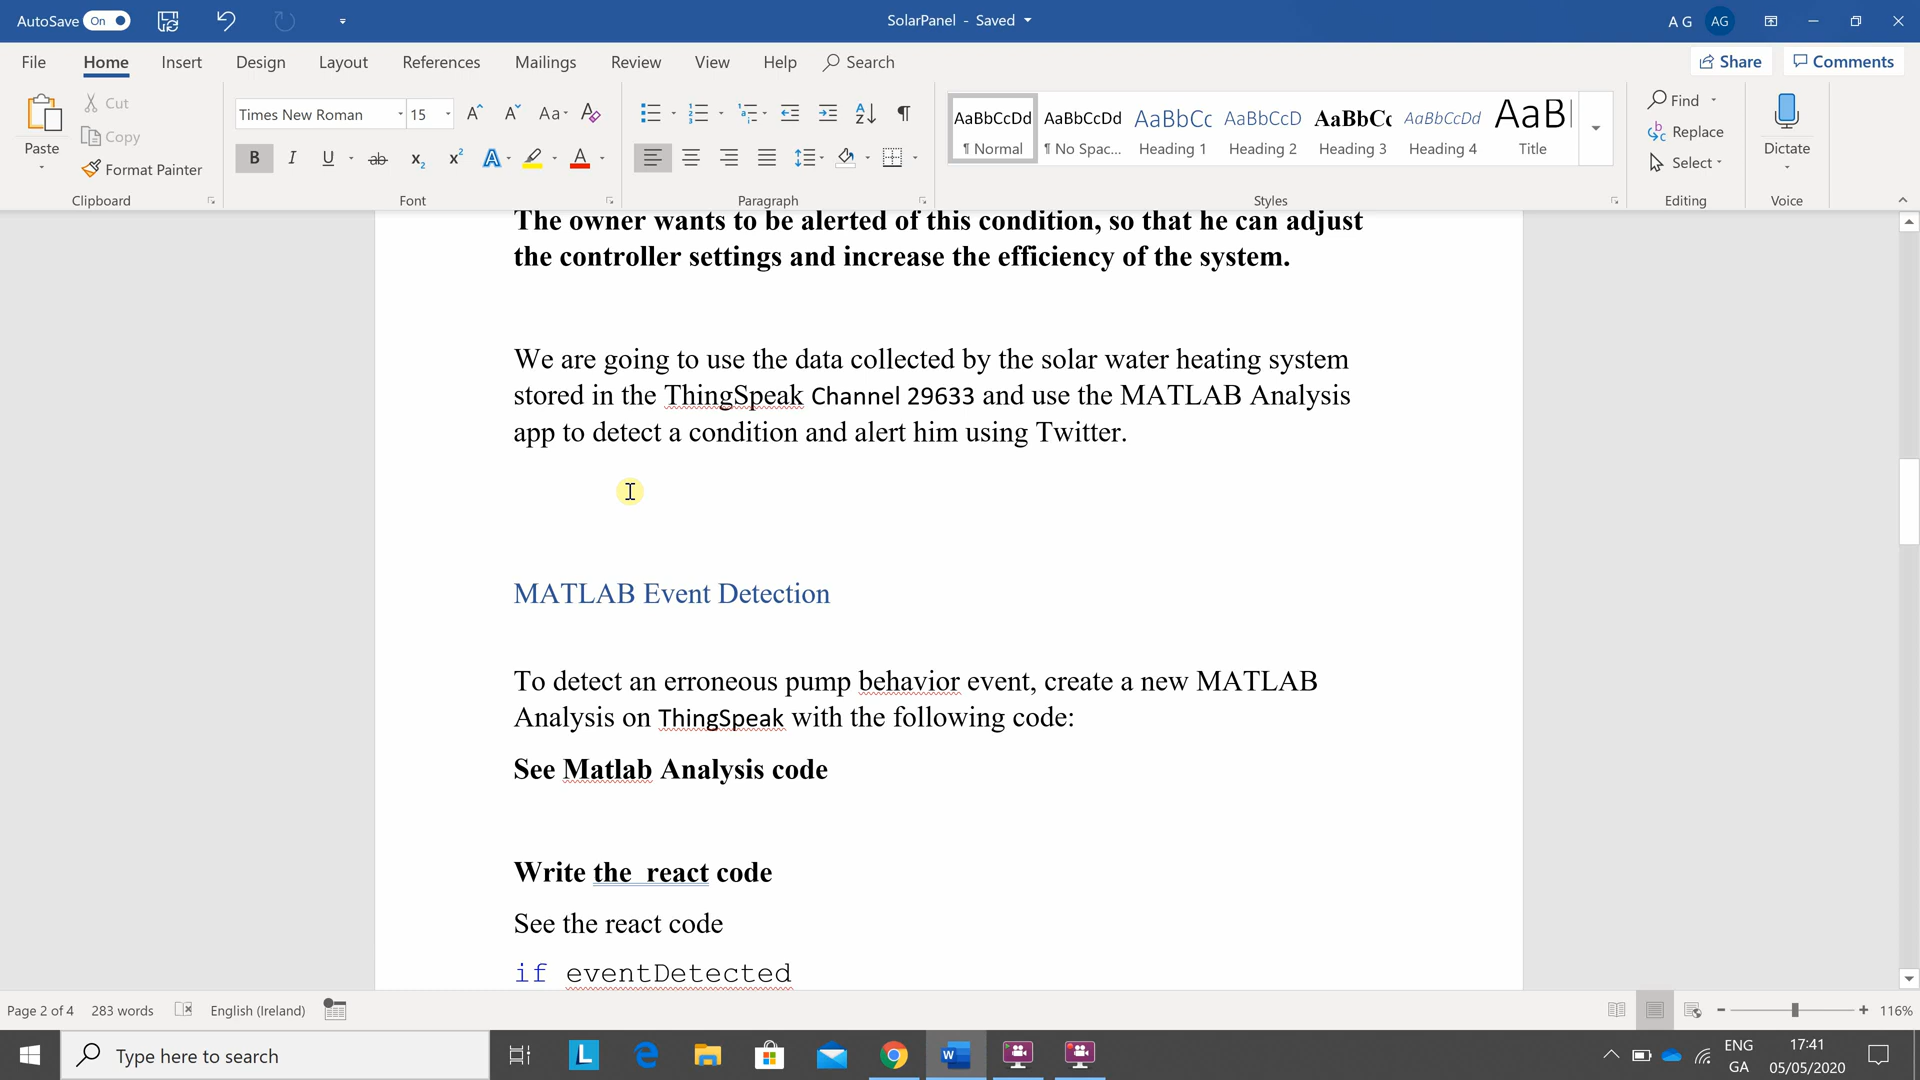 AutoSave On
SolarPanel - Saved
A G AG
File Home Insert Design Layout References Mailings Review View Help Search Share Comments
Paste
Cut
Copy
Format Painter
Clipboard
Times New Roman 15
Font
Paragraph
AaBbCcDd AaBbCcDd AaBbCc AaBbCcD AaBbCc AaBbCcDd AaB
¶ Normal ¶ No Spac... Heading 1 Heading 2 Heading 3 Heading 4 Title
Styles
Find
Replace
Select
Editing
Dictate
Voice
The owner wants to be alerted of this condition, so that he can adjust
the controller settings and increase the efficiency of the system.
We are going to use the data collected by the solar water heating system
stored in the ThingSpeak Channel 29633 and use the MATLAB Analysis
app to detect a condition and alert him using Twitter.
MATLAB Event Detection
To detect an erroneous pump behavior event, create a new MATLAB
Analysis on ThingSpeak with the following code:
See Matlab Analysis code
Write the  react code
See the react code
if eventDetected
Page 2 of 4 283 words English (Ireland) 116%
Type here to search
ENG
GA
17:41
05/05/2020